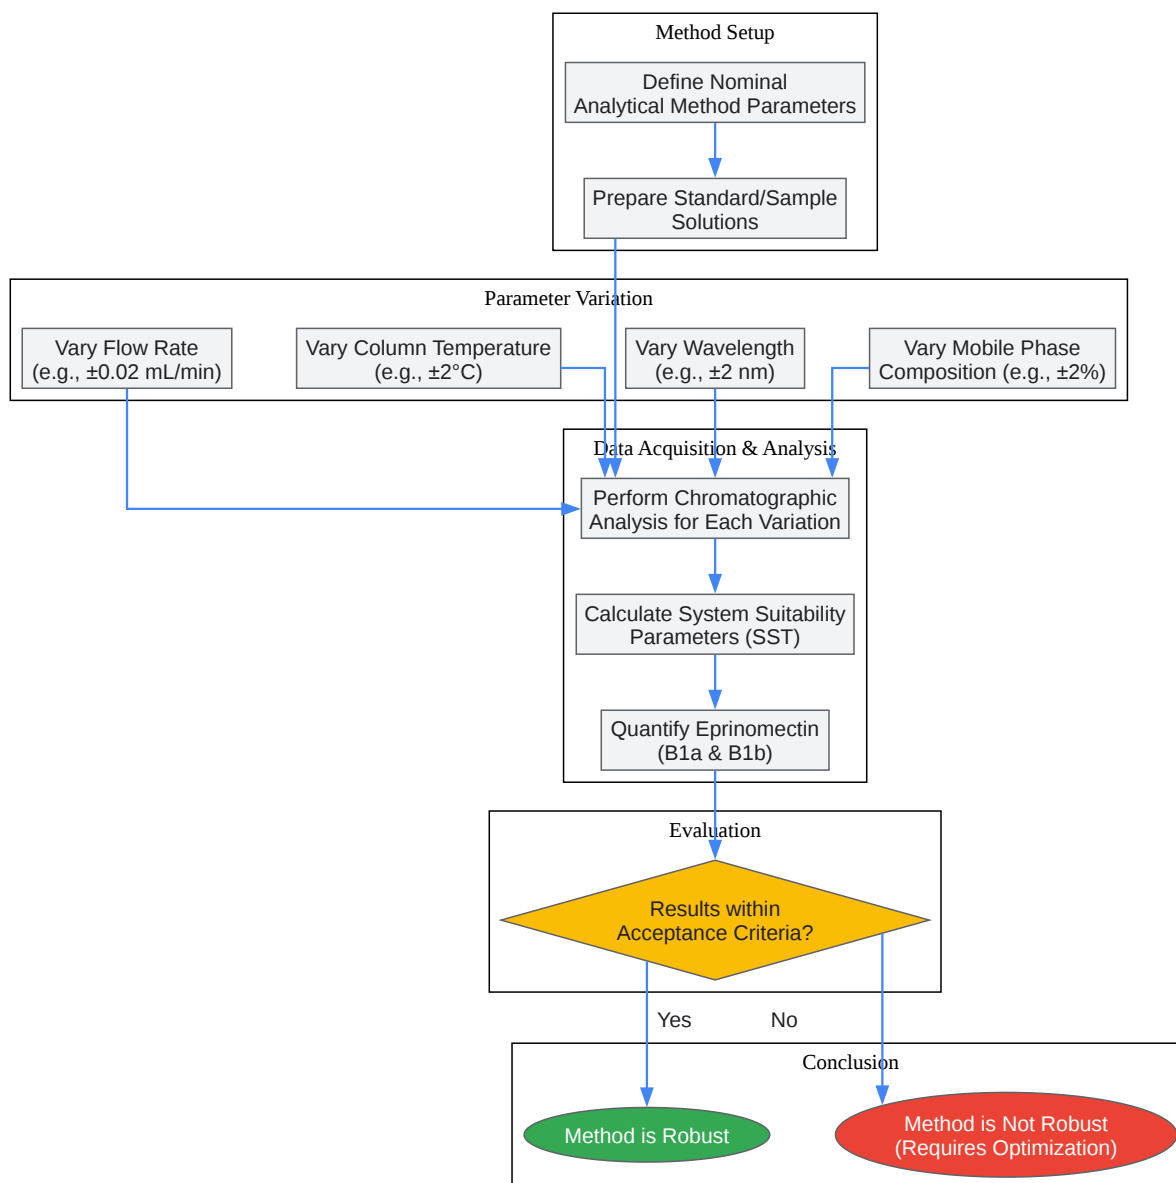 Method Setup
Define Nominal
Analytical Method Parameters
Prepare Standard/Sample
Solutions
Parameter Variation
Vary Flow Rate
(e.g., ±0.02 mL/min)
Vary Column Temperature
(e.g., ±2°C)
Vary Wavelength
(e.g., ±2 nm)
Vary Mobile Phase
Composition (e.g., ±2%)
Data Acquisition & Analysis
Perform Chromatographic
Analysis for Each Variation
Calculate System Suitability
Parameters (SST)
Quantify Eprinomectin
(B1a & B1b)
Evaluation
Results within
Acceptance Criteria?
Yes
No
Conclusion
Method is Robust
Method is Not Robust
(Requires Optimization)